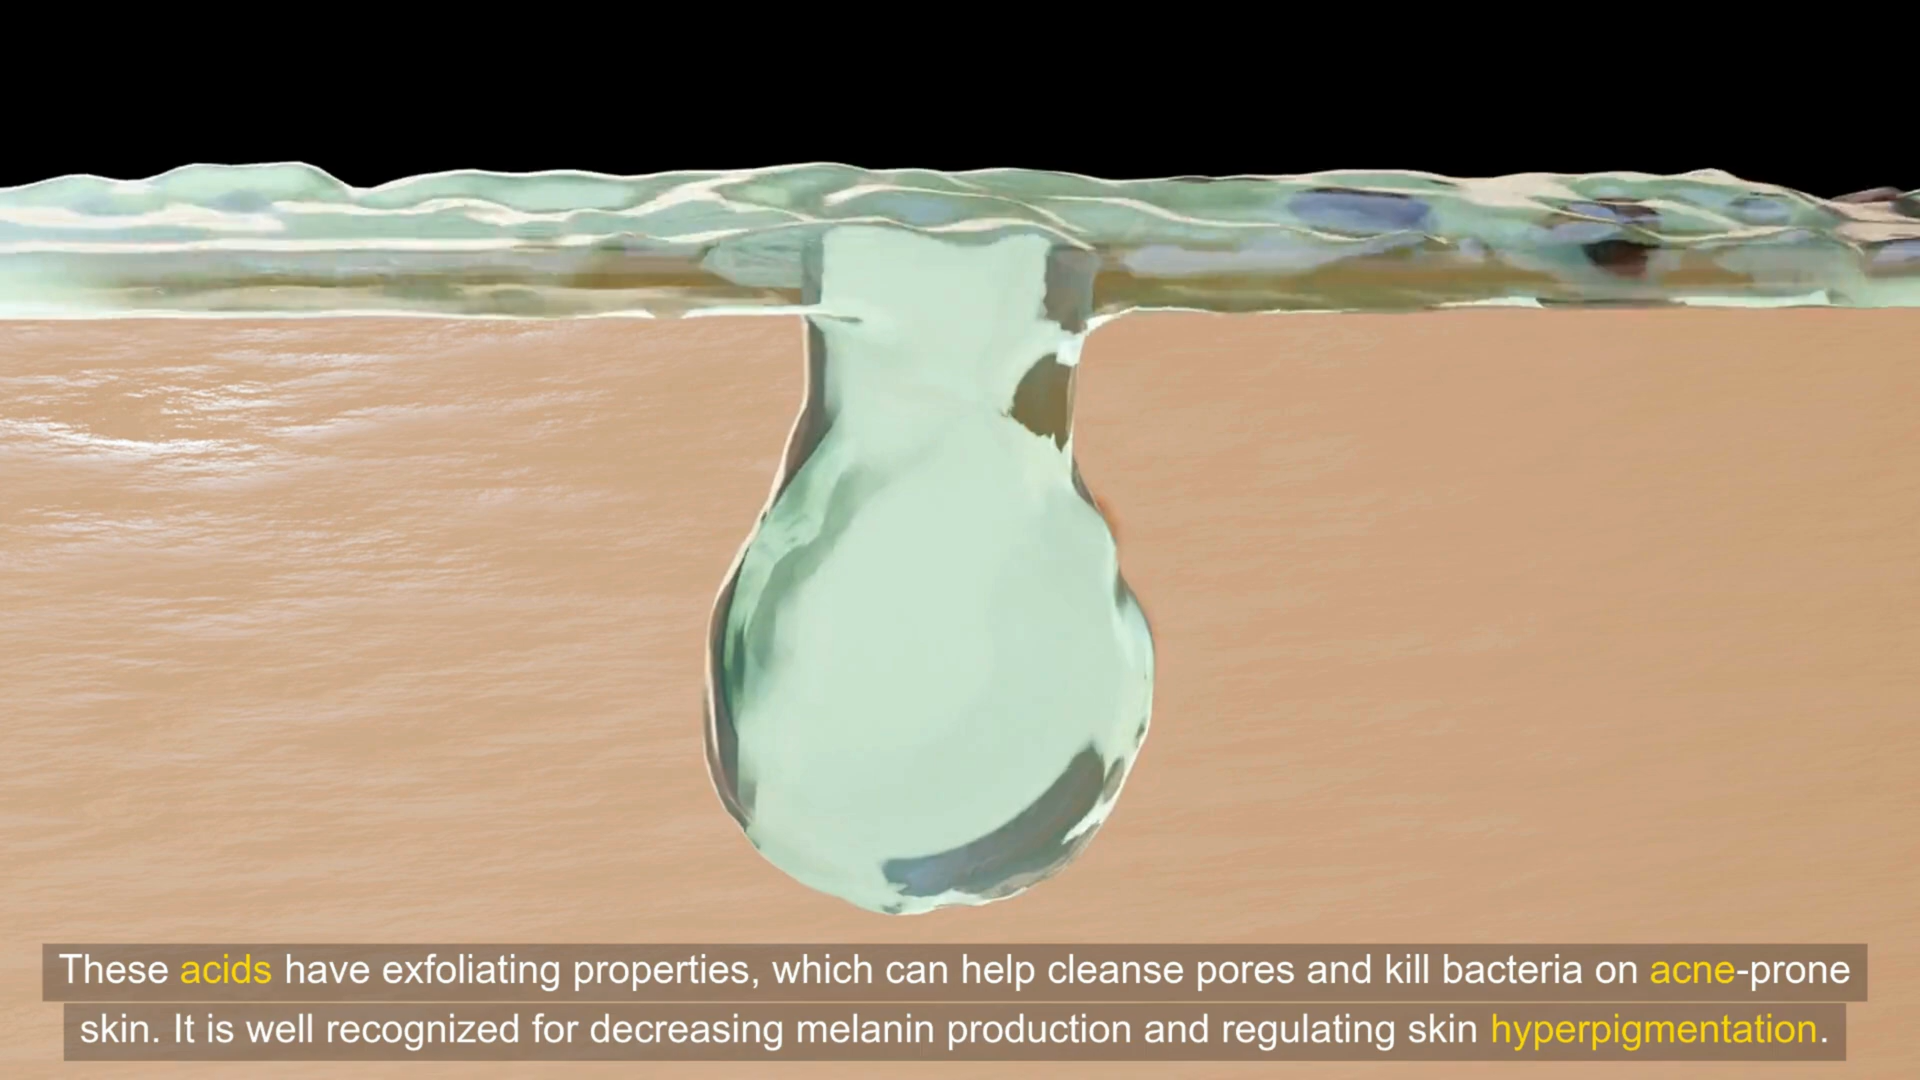 These acids have exfoliating properties, which can help cleanse pores and kill bacteria on acne-prone
skin. It is well recognized for decreasing melanin production and regulating skin hyperpigmentation.